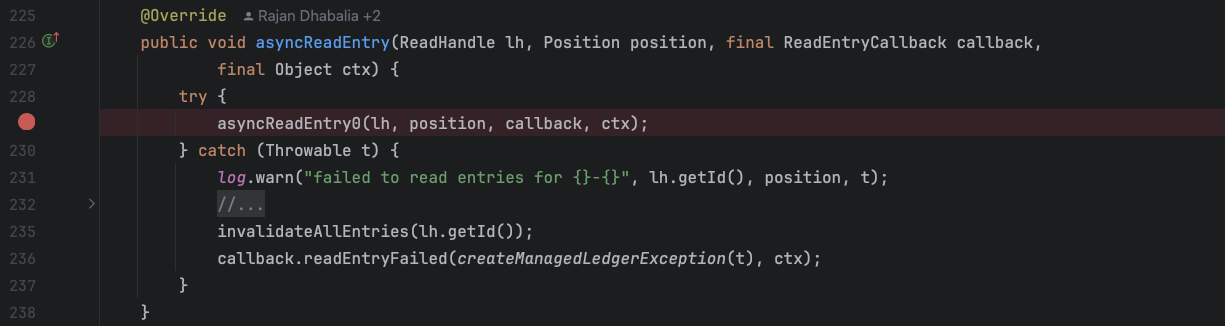 225 @Override Rajan Dhabalia +2
226 public void asyncReadEntry(ReadHandle lh, Position position, final ReadEntryCallback callback,
227 final Object ctx) {
228 try {
asyncReadEntry0(lh, position, callback, ctx);
230 } catch (Throwable t) {
231 log.warn("failed to read entries for {}-{}", lh.getId(), position, t);
232 //...
235 invalidateAllEntries(lh.getId());
236 callback.readEntryFailed(createManagedLedgerException(t), ctx);
237 }
238 }